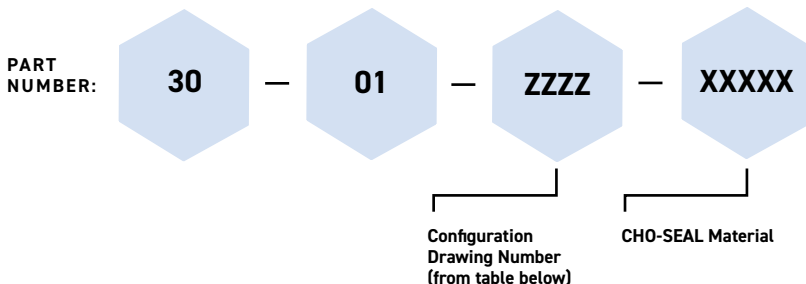 PART
NUMBER:
30 — 01 — ZZZZ — XXXXX
Configuration
Drawing Number
(from table below)
CHO-SEAL Material